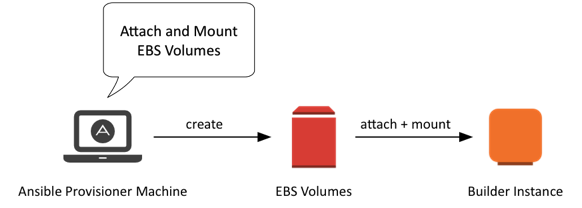 Attach and Mount
EBS Volumes
create
attach + mount
Ansible Provisioner Machine
EBS Volumes
Builder Instance